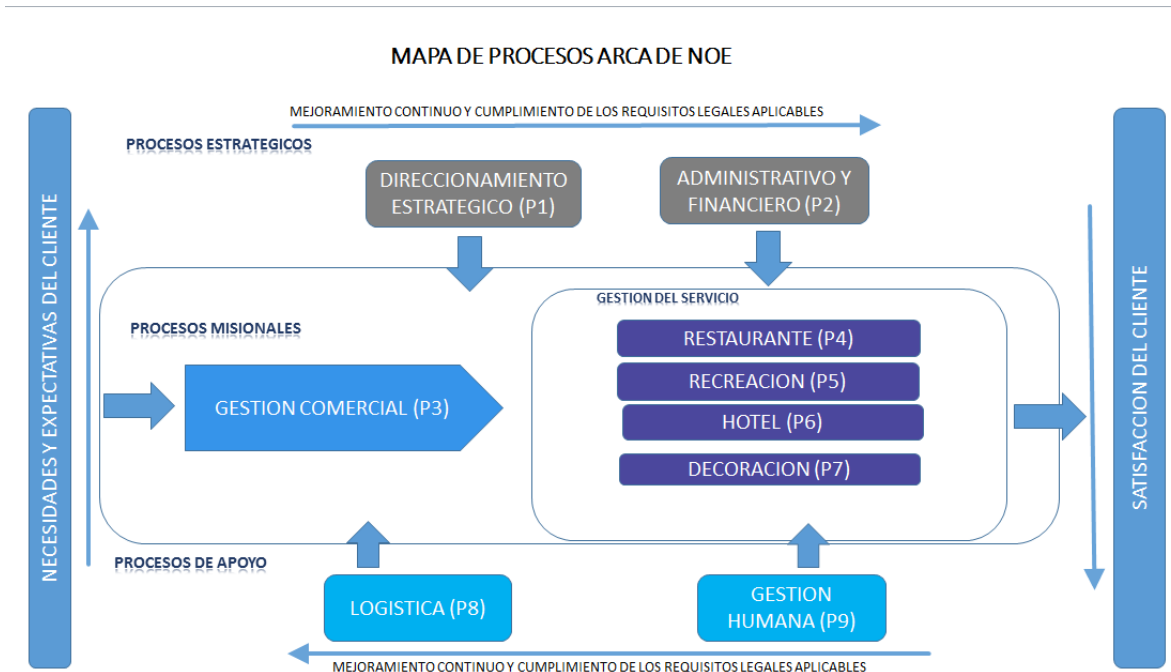 MAPA DE PROCESOS ARCA DE NOE
MEJORAMIENTO CONTINUO Y CUMPLIMIENTO DE LOS REQUISITOS LEGALES APLICABLES
PROCESOS ESTRATEGICOS
DIRECCIONAMIENTO
ESTRATEGICO (P1)
ADMINISTRATIVO Y
FINANCIERO (P2)
NECESIDADES Y EXPECTATIVAS DEL CLIENTE
PROCESOS MISIONALES
GESTION COMERCIAL (P3)
GESTION DEL SERVICIO
RESTAURANTE (P4)
RECREACION (P5)
HOTEL (P6)
DECORACION (P7)
SATISFACCION DEL CLIENTE
PROCESOS DE APOYO
LOGISTICA (P8)
GESTION
HUMANA (P9)
MEJORAMIENTO CONTINUO Y CUMPLIMIENTO DE LOS REQUISITOS LEGALES APLICABLES